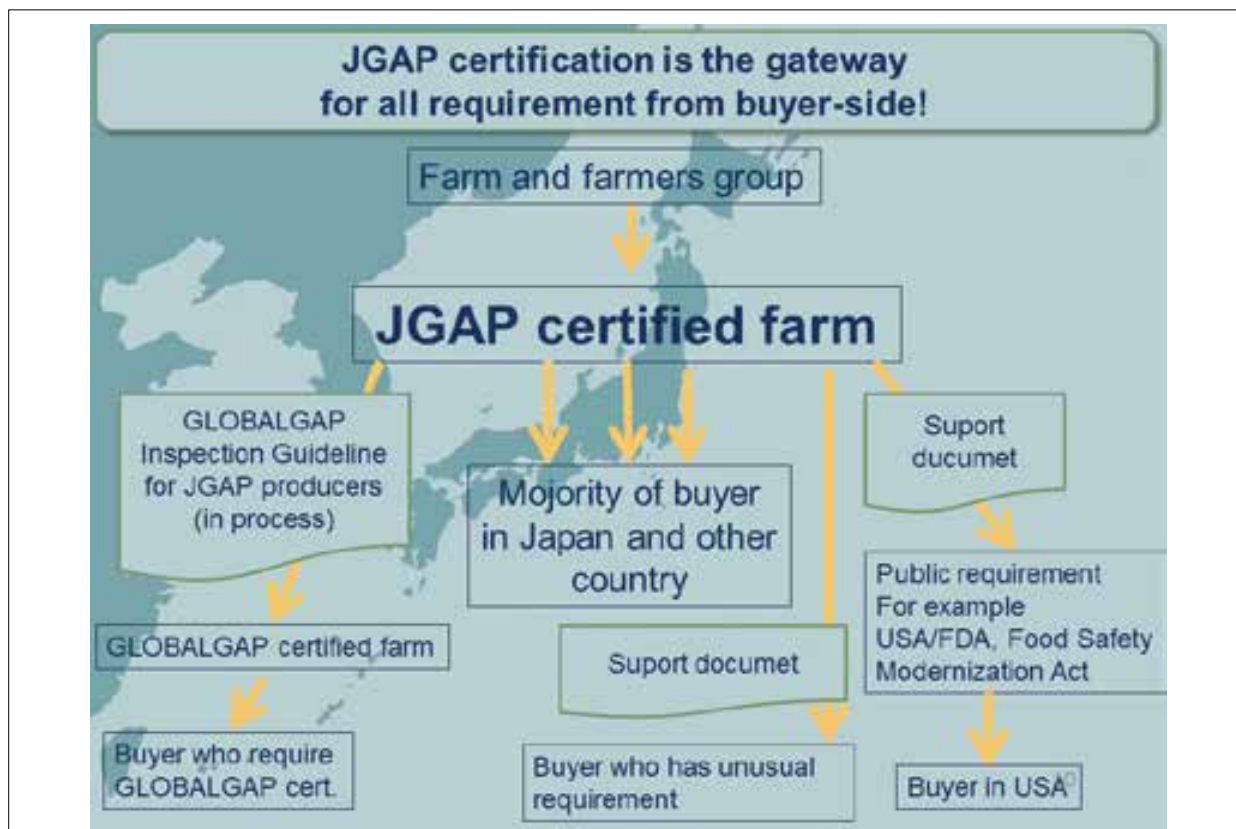 JGAP certification is the gateway
for all requirement from buyer-side!
Farm and farmers group
JGAP certified farm
GLOBALGAP
Inspection Guideline
for JGAP producers
(in process)
GLOBALGAP certified farm
Buyer who require
GLOBALGAP cert.
Mojority of buyer
in Japan and other
country
Suport documet
Buyer who has unusual
requirement
Suport
ducumet
Public requirement
For example
USA/FDA, Food Safety
Modernization Act
Buyer in USA